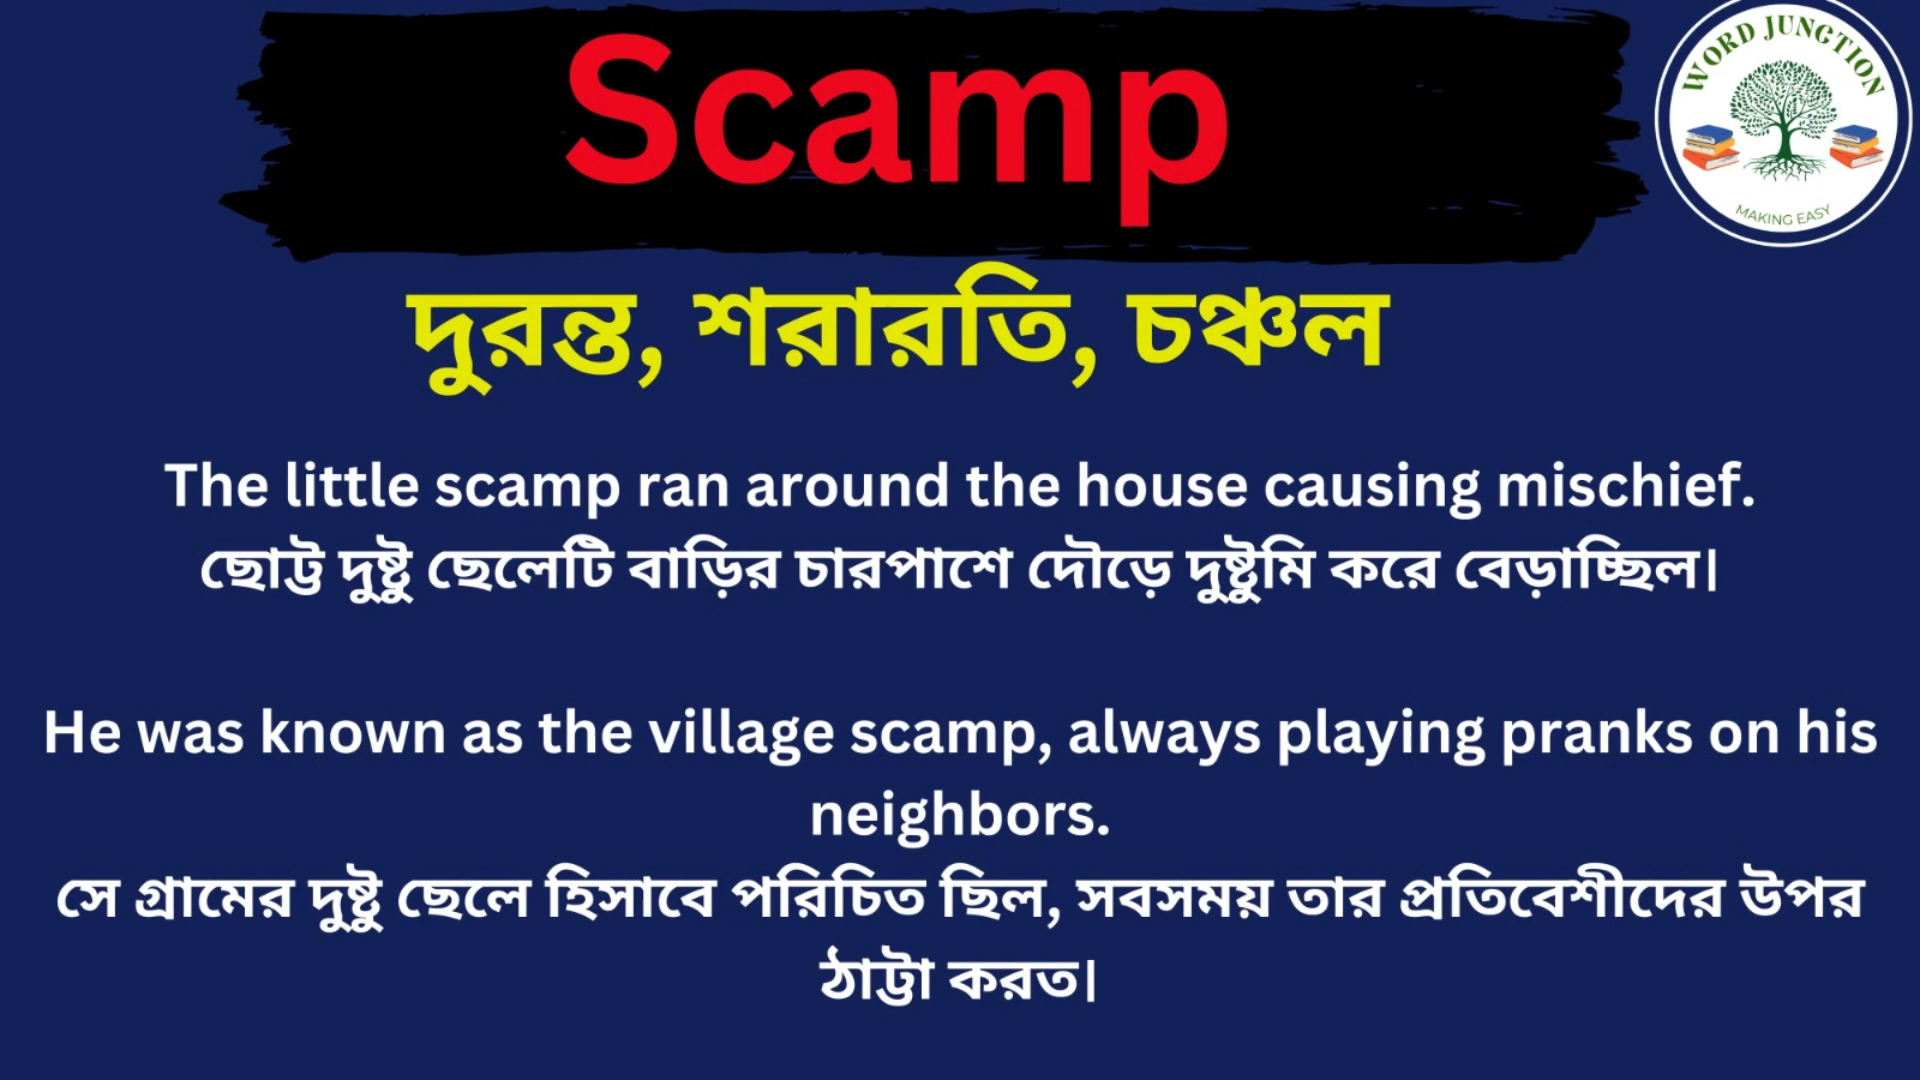 Scamp
WORD JUNCTION
MAKING EASY
দুরন্ত, শরারতি, চঞ্চল
The little scamp ran around the house causing mischief.
ছোট্ট দুষ্টু ছেলেটি বাড়ির চারপাশে দৌড়ে দুষ্টুমি করে বেড়াচ্ছিল।
He was known as the village scamp, always playing pranks on his
neighbors.
সে গ্রামের দুষ্টু ছেলে হিসাবে পরিচিত ছিল, সবসময় তার প্রতিবেশীদের উপর
ঠাট্টা করত।